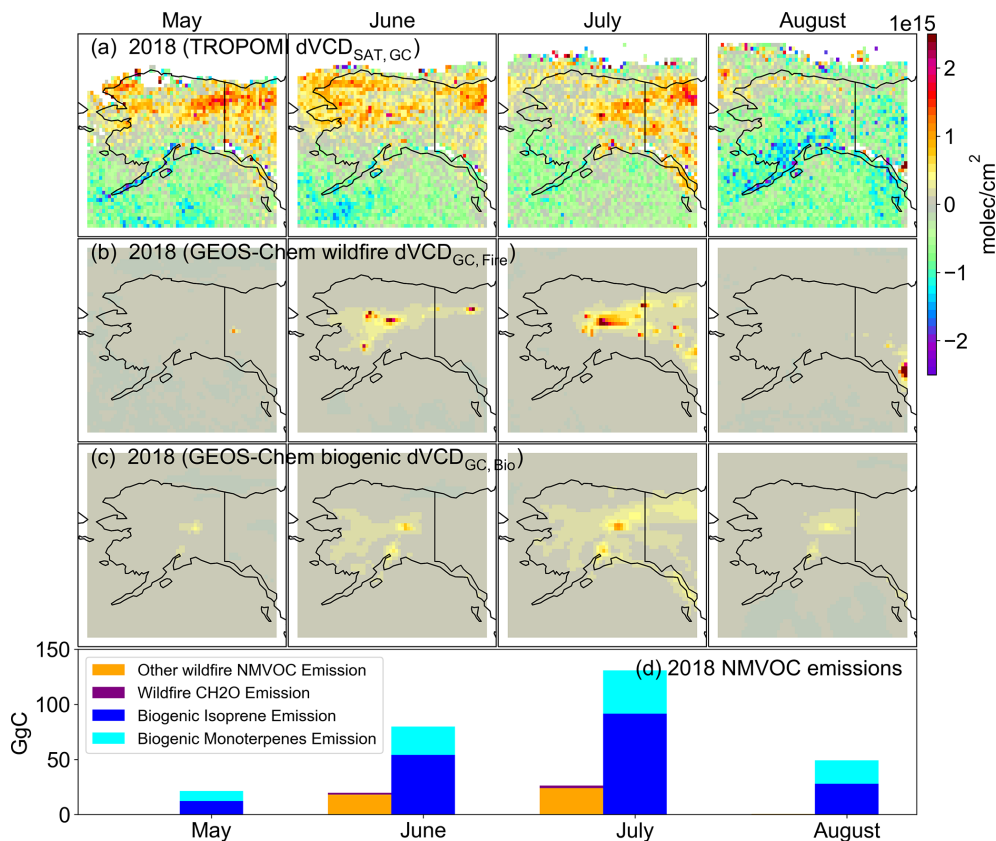 May June July August
1e15
(a) 2018 (TROPOMI dVCD_SAT, GC)
2
1
0
−1
−2
molec/cm²
(b) 2018 (GEOS-Chem wildfire dVCD_GC, Fire)
(c) 2018 (GEOS-Chem biogenic dVCD_GC, Bio)
(d) 2018 NMVOC emissions
150
100
50
0
GgC
Other wildfire NMVOC Emission
Wildfire CH2O Emission
Biogenic Isoprene Emission
Biogenic Monoterpenes Emission
May June July August